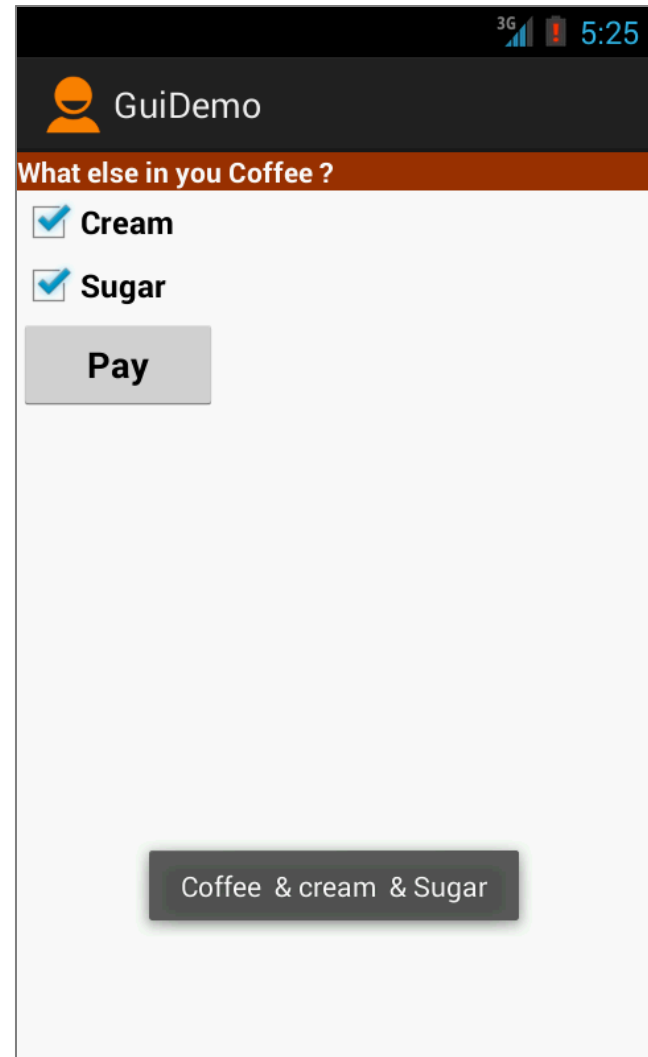 3G 5:25
GuiDemo
What else in you Coffee ?
Cream
Sugar
Pay
Coffee & cream & Sugar